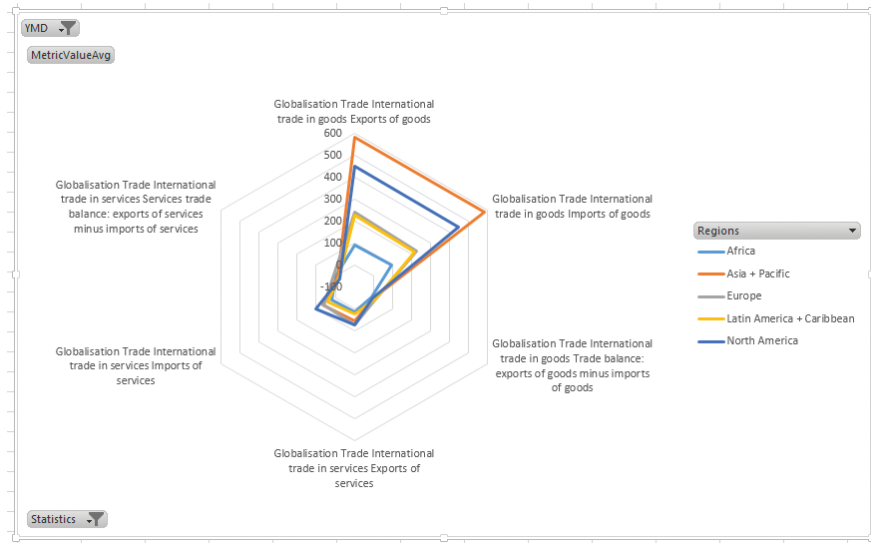 YMD
MetricValueAvg
Globalisation Trade International
trade in goods Exports of goods
600
500
400
300
200
100
0
-100
Globalisation Trade International
trade in services Services trade
balance: exports of services
minus imports of services
Globalisation Trade International
trade in goods Imports of goods
Regions
Africa
Asia + Pacific
Europe
Latin America + Caribbean
North America
Globalisation Trade International
trade in services Imports of
services
Globalisation Trade International
trade in goods Trade balance:
exports of goods minus imports
of goods
Globalisation Trade International
trade in services Exports of
services
Statistics